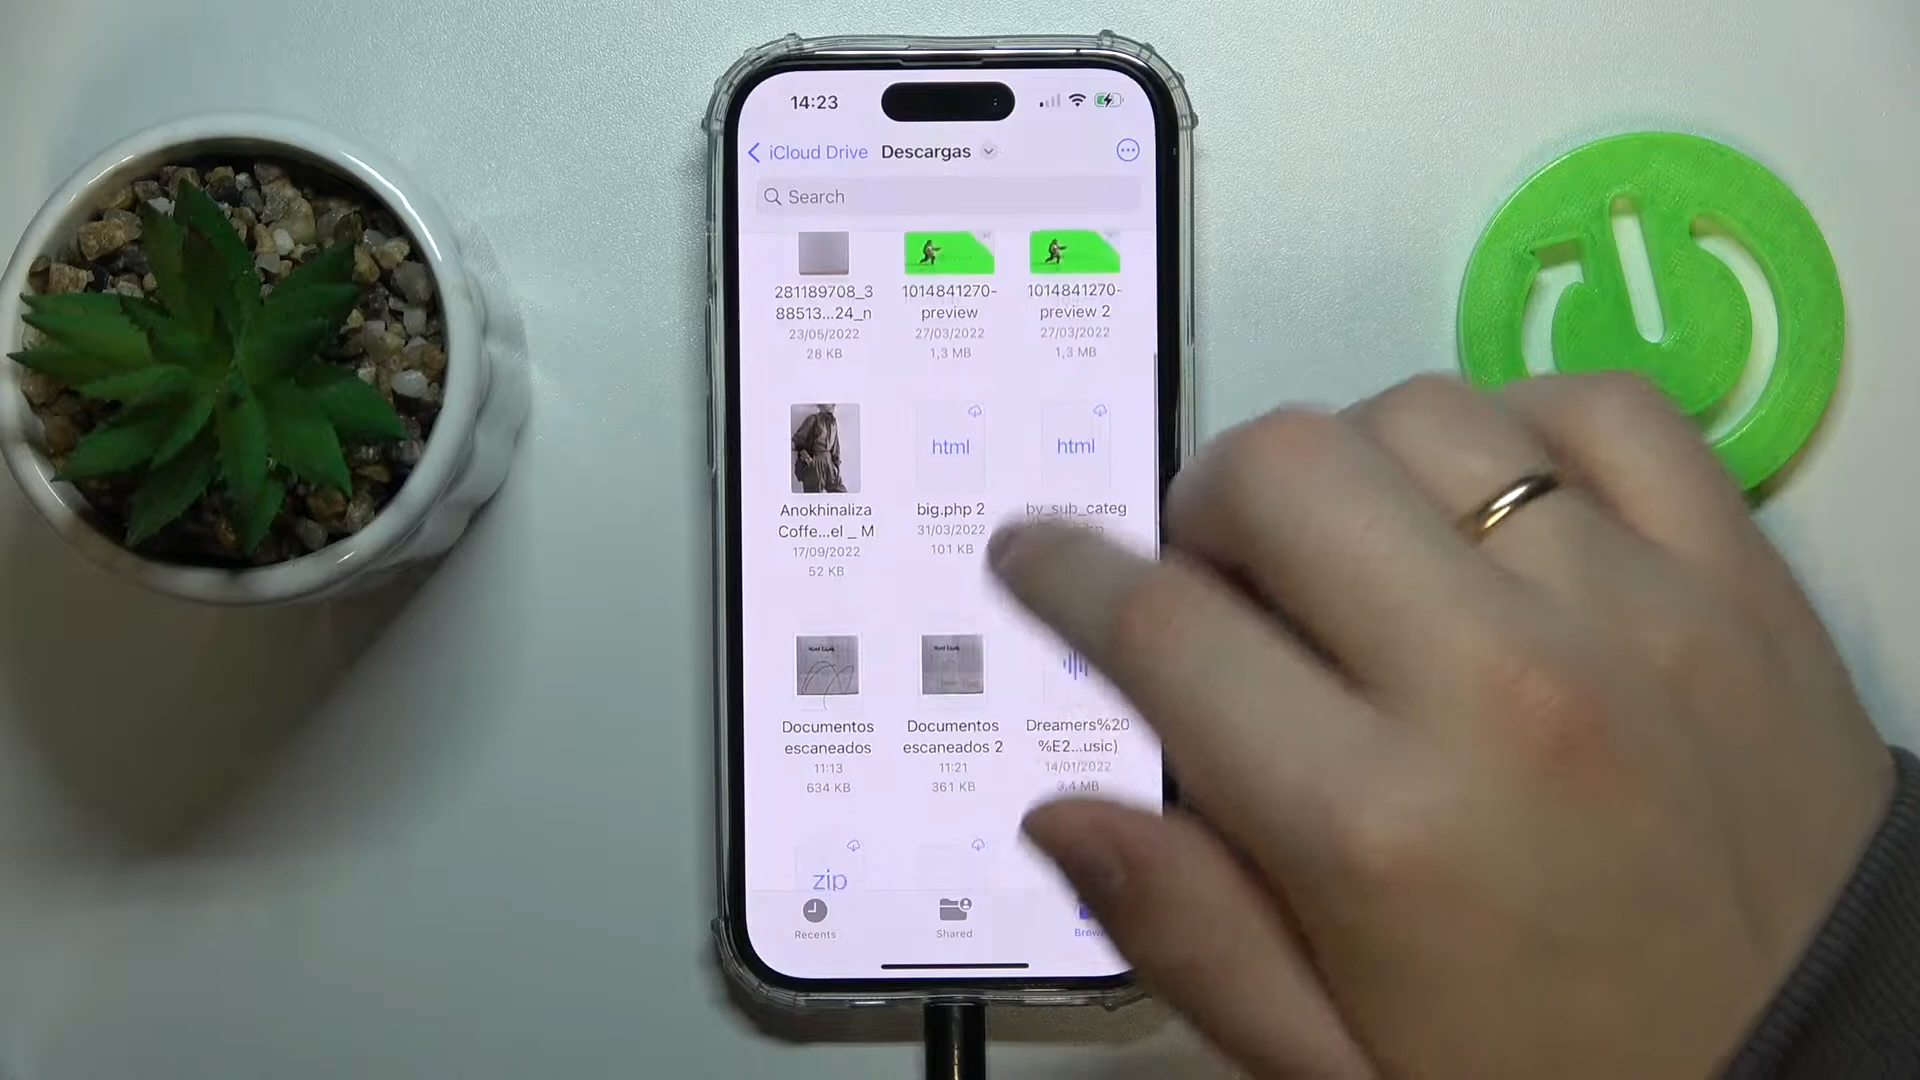 14:23
iCloud Drive Descargas
Search
281189708_3
88513...24_n
23/05/2022
28 KB
1014841270-
preview
27/03/2022
1,3 MB
1014841270-
preview 2
27/03/2022
1,3 MB
Anokhinaliza
Coffe...el _ M
17/09/2022
52 KB
html
big.php 2
31/03/2022
101 KB
html
by_sub_categ
Documentos
escaneados
11:13
634 KB
Documentos
escaneados 2
11:21
361 KB
Dreamers%20
%E2...usic)
14/01/2022
3,4 MB
zip
Recents
Shared